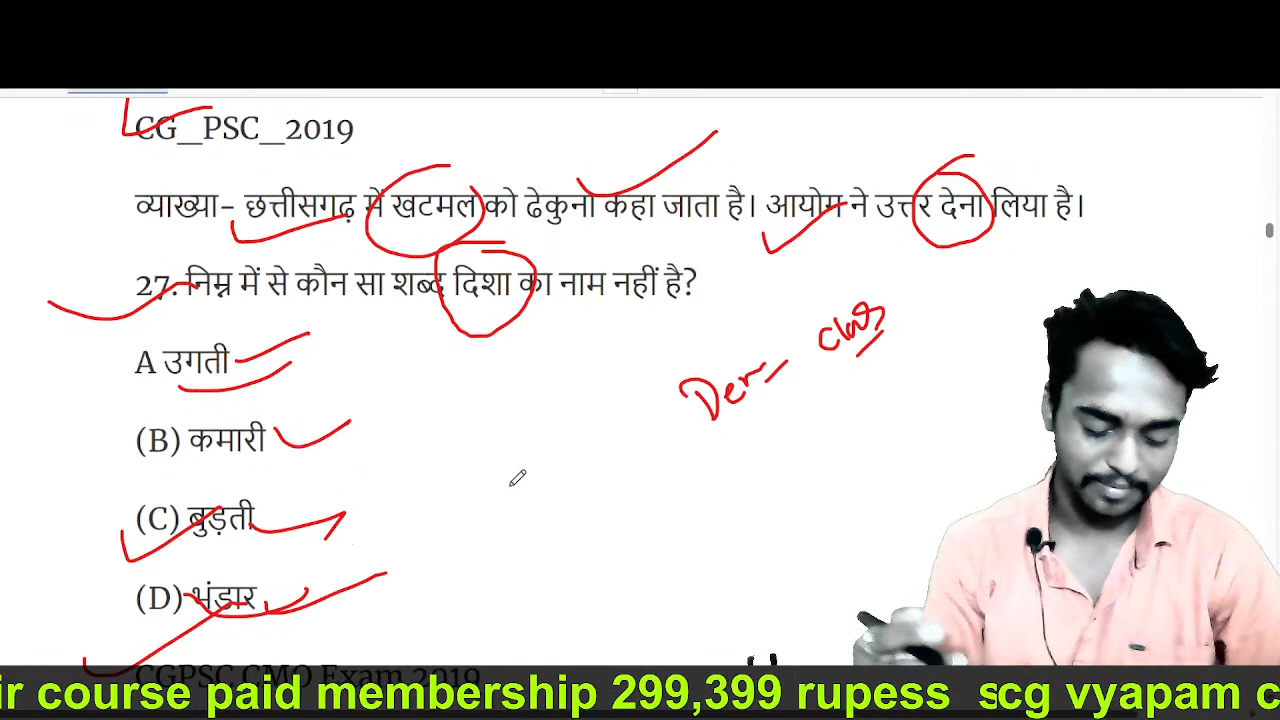 CG_PSC_2019
व्याख्या- छत्तीसगढ़ में खटमल को ढेकुना कहा जाता है। आयोग ने उत्तर देना लिया है।
27. निम्न में से कौन सा शब्द दिशा का नाम नहीं है?
A उगती
Der_ class
(B) कमारी
(C) बुड़ती
(D) भंडार
CGPSC CMO Exam 2019
ir course paid membership 299,399 rupess scg vyapam c